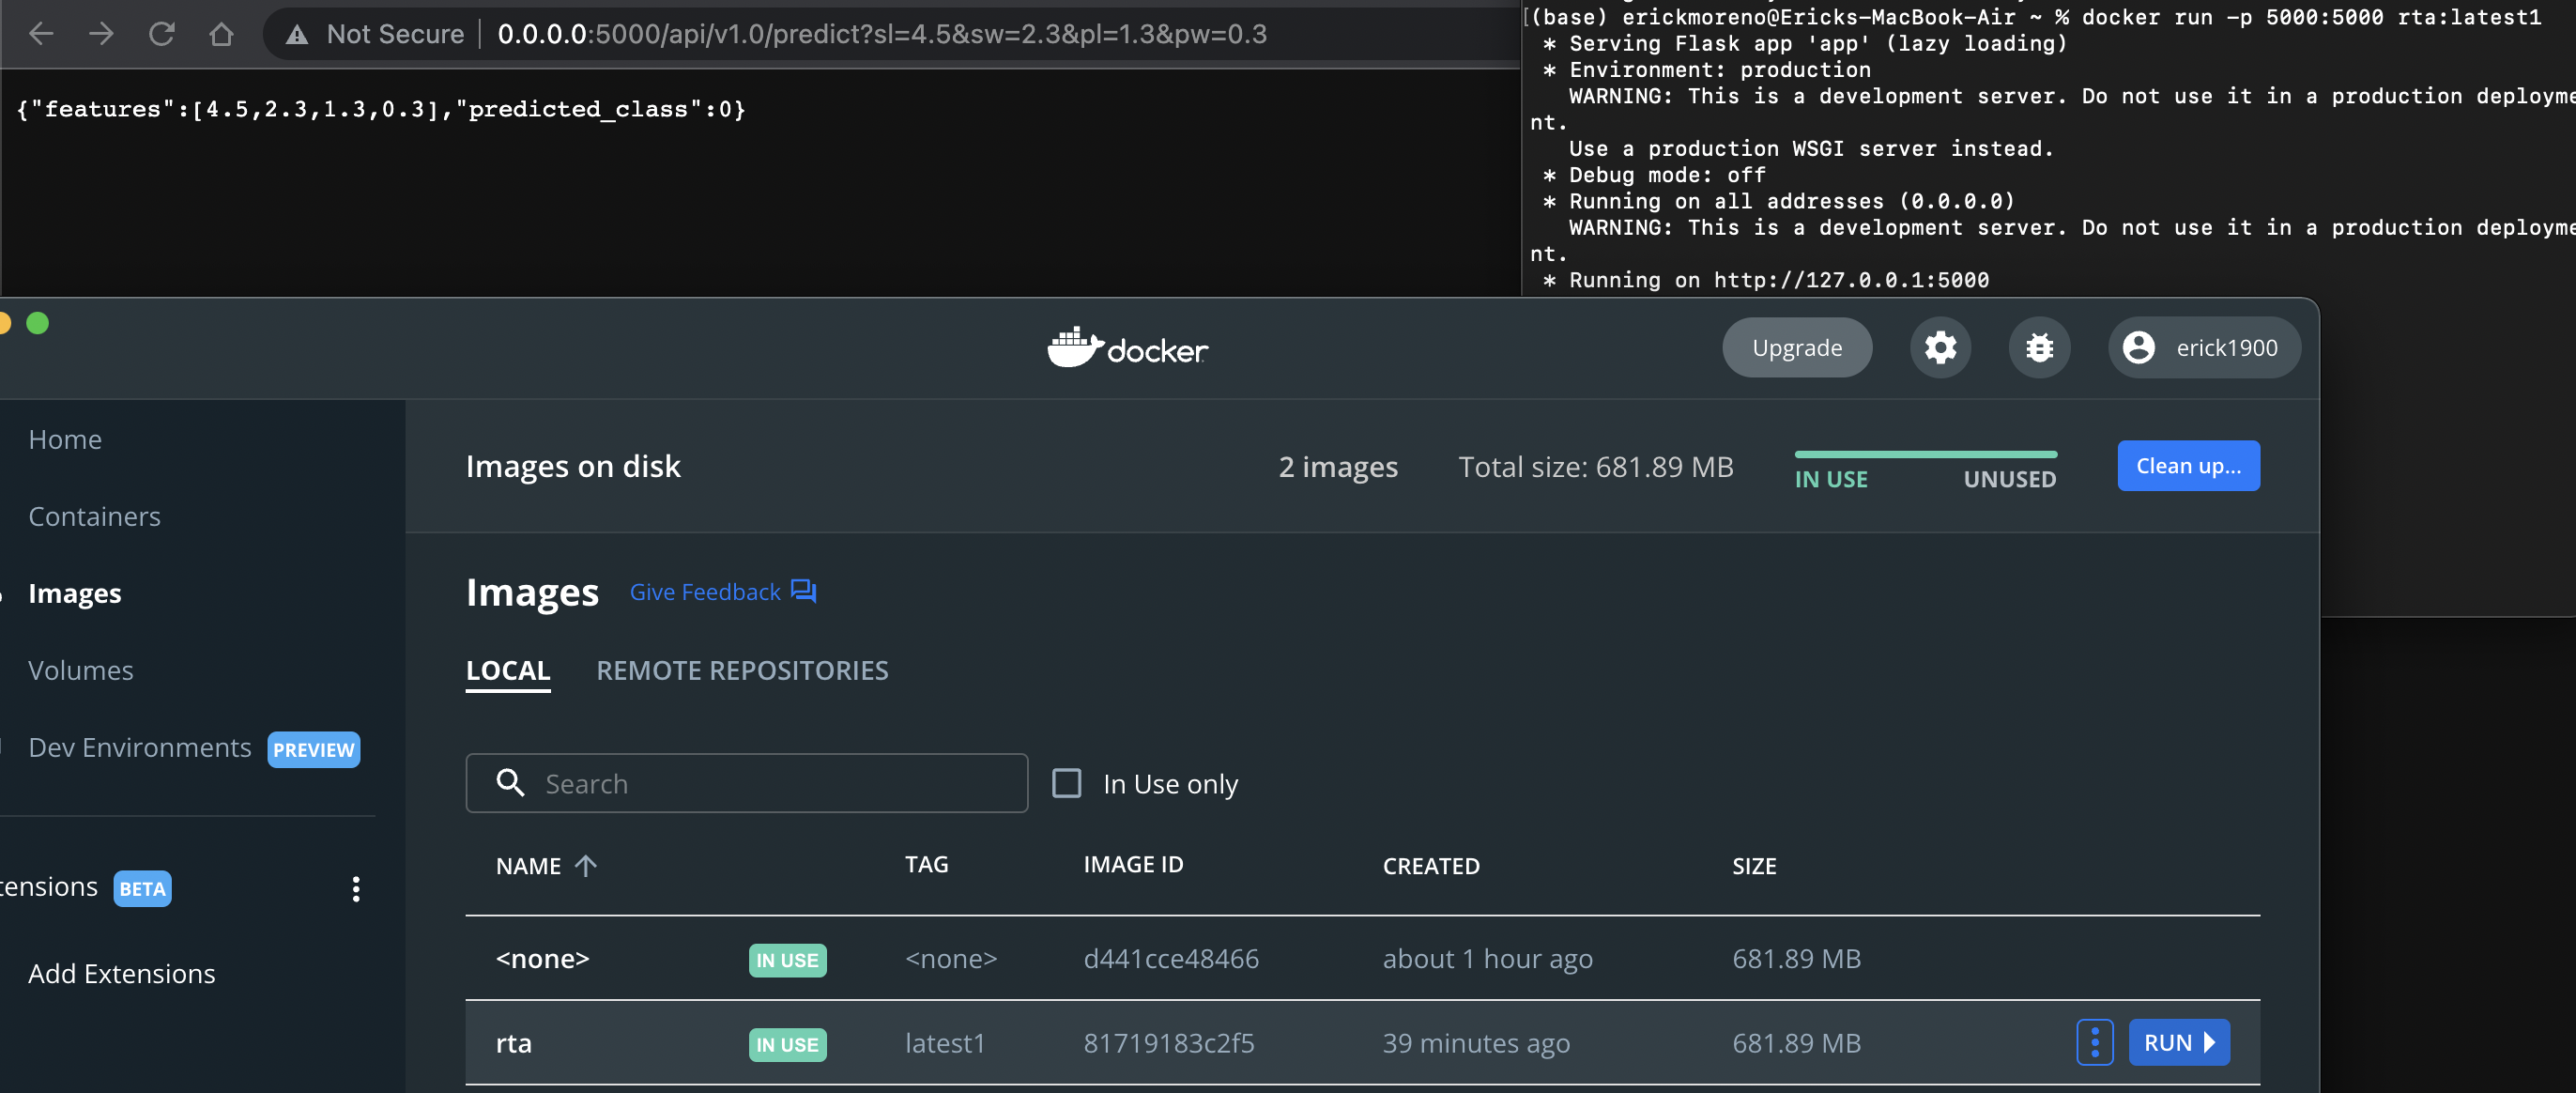 Not Secure | 0.0.0.0:5000/api/v1.0/predict?sl=4.5&sw=2.3&pl=1.3&pw=0.3
{"features":[4.5,2.3,1.3,0.3],"predicted_class":0}
[(base) erickmoreno@Ericks-MacBook-Air ~ % docker run -p 5000:5000 rta:latest1
* Serving Flask app 'app' (lazy loading)
* Environment: production
WARNING: This is a development server. Do not use it in a production deployme
nt.
Use a production WSGI server instead.
* Debug mode: off
* Running on all addresses (0.0.0.0)
WARNING: This is a development server. Do not use it in a production deployme
nt.
* Running on http://127.0.0.1:5000
docker
Upgrade
erick1900
Home
Containers
Images
Volumes
Dev Environments PREVIEW
tensions BETA
Add Extensions
Images on disk
2 images
Total size: 681.89 MB
IN USE UNUSED
Clean up...
Images Give Feedback
LOCAL REMOTE REPOSITORIES
Search
In Use only
NAME TAG IMAGE ID CREATED SIZE
<none> IN USE <none> d441cce48466 about 1 hour ago 681.89 MB
rta IN USE latest1 81719183c2f5 39 minutes ago 681.89 MB RUN